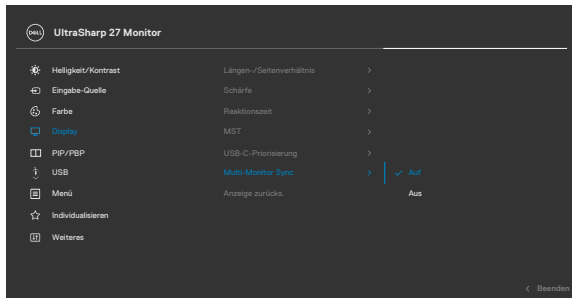 DELL UltraSharp 27 Monitor
Helligkeit/Kontrast
Eingabe-Quelle
Farbe
Display
PIP/PBP
USB
Menü
Individualisieren
Weiteres
Längen-/Seitenverhältnis
Schärfe
Reaktionszeit
MST
USB-C-Priorisierung
Multi-Monitor Sync
Anzeige zurücks.
Auf
Aus
Beenden